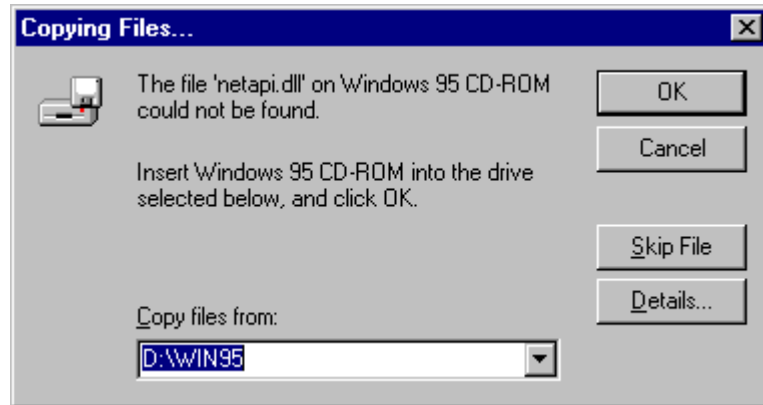 Copying Files...
The file 'netapi.dll' on Windows 95 CD-ROM
could not be found.
Insert Windows 95 CD-ROM into the drive
selected below, and click OK.
OK
Cancel
Skip File
Details...
Copy files from:
D:\WIN95